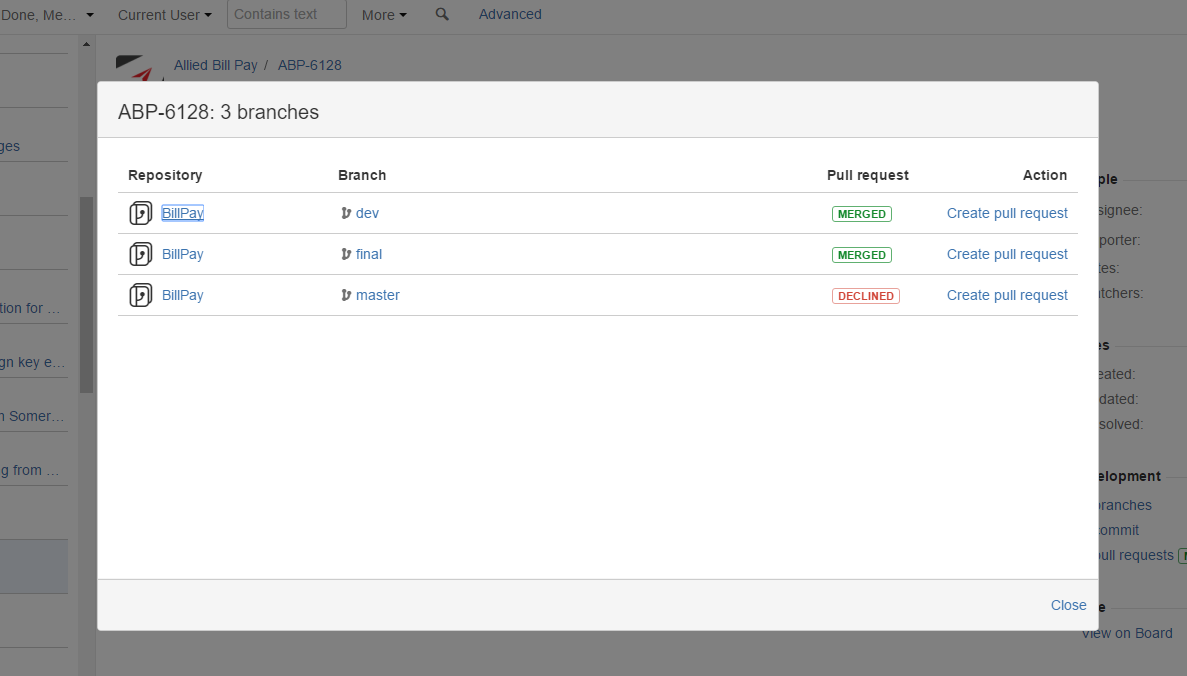 Done, Me… Current User Contains text More Advanced
Allied Bill Pay / ABP-6128
ABP-6128: 3 branches
Repository Branch Pull request Action
BillPay dev MERGED Create pull request
BillPay final MERGED Create pull request
BillPay master DECLINED Create pull request
Close
ges
tion for …
gn key e…
n Somer…
g from …
ple
signee:
porter:
tes:
tchers:
es
eated:
dated:
solved:
elopment
ranches
ommit
pull requests
e
View on Board